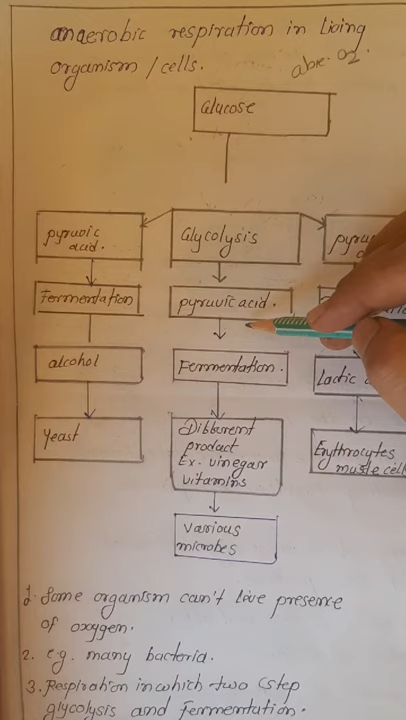 anaerobic respiration in living
organism / cells.
Glucose
pyruvic
acid.
Glycolysis
Fermentation
pyruvic acid.
alcohol
Fermentation.
Lactic
Yeast
Different
product
Ex. vinegar
vitamins
Erythrocytes
muscle cell
various
microbes
1. Some organism can't live presence
of oxygen.
2. e.g. many bacteria.
3. Respiration in which two (step
glycolysis and Fermentation.